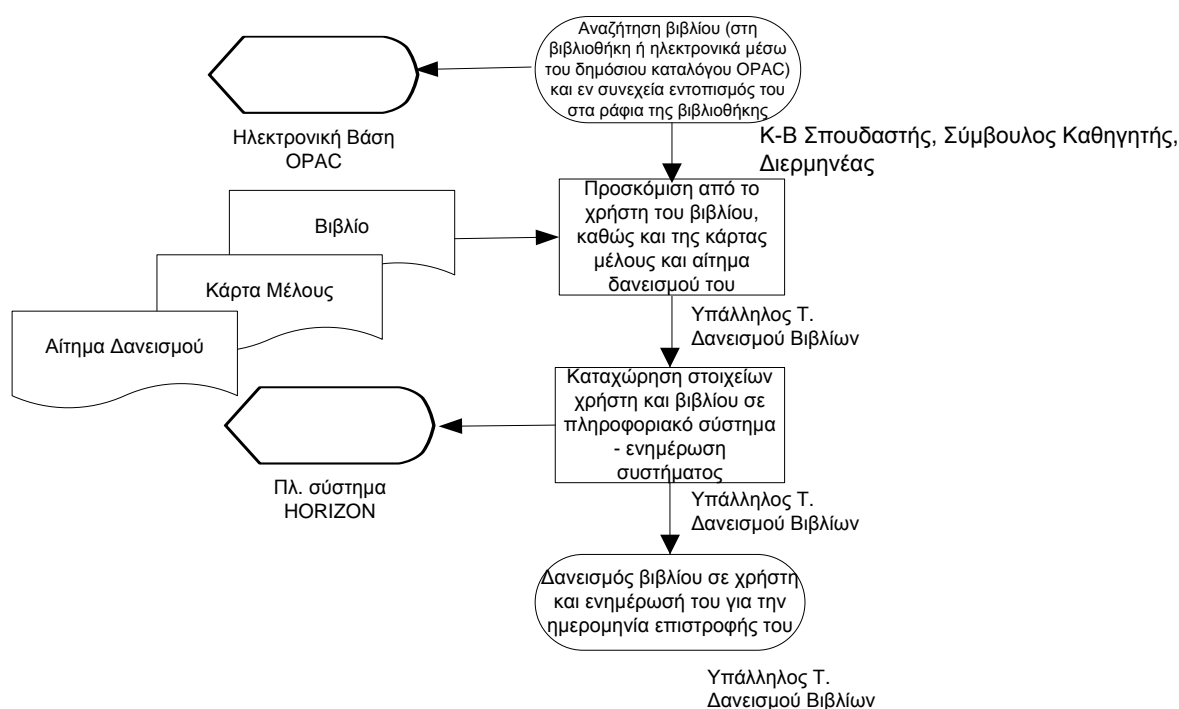 Αναζήτηση βιβλίου (στη
βιβλιοθήκη ή ηλεκτρονικά μέσω
του δημόσιου καταλόγου OPAC)
και εν συνεχεία εντοπισμός του
στα ράφια της βιβλιοθήκης
Ηλεκτρονική Βάση
OPAC
Κ-Β Σπουδαστής, Σύμβουλος Καθηγητής,
Διερμηνέας
Προσκόμιση από το
χρήστη του βιβλίου,
καθώς και της κάρτας
μέλους και αίτημα
δανεισμού του
Βιβλίο
Κάρτα Μέλους
Αίτημα Δανεισμού
Υπάλληλος Τ.
Δανεισμού Βιβλίων
Καταχώρηση στοιχείων
χρήστη και βιβλίου σε
πληροφοριακό σύστημα
- ενημέρωση
συστήματος
Πλ. σύστημα
HORIZON
Υπάλληλος Τ.
Δανεισμού Βιβλίων
Δανεισμός βιβλίου σε χρήστη
και ενημέρωσή του για την
ημερομηνία επιστροφής του
Υπάλληλος Τ.
Δανεισμού Βιβλίων